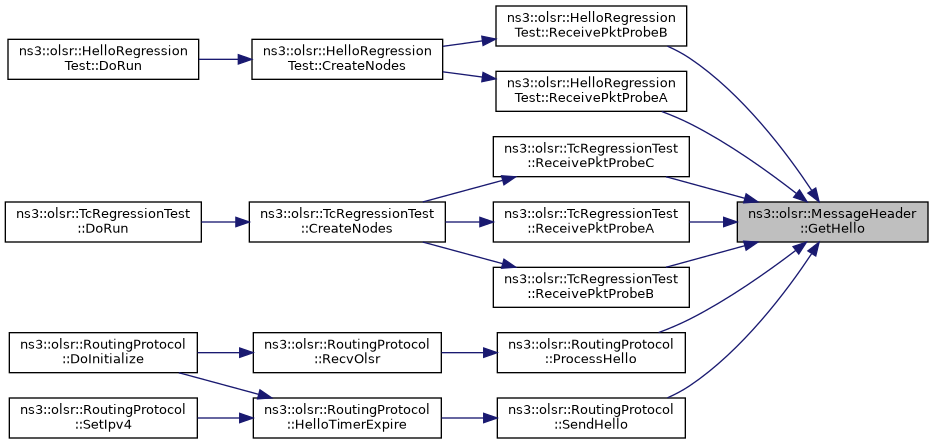 ns3::olsr::HelloRegression
Test::DoRun
ns3::olsr::HelloRegression
Test::CreateNodes
ns3::olsr::HelloRegression
Test::ReceivePktProbeB
ns3::olsr::HelloRegression
Test::ReceivePktProbeA
ns3::olsr::TcRegressionTest
::ReceivePktProbeC
ns3::olsr::TcRegressionTest
::DoRun
ns3::olsr::TcRegressionTest
::CreateNodes
ns3::olsr::TcRegressionTest
::ReceivePktProbeA
ns3::olsr::MessageHeader
::GetHello
ns3::olsr::TcRegressionTest
::ReceivePktProbeB
ns3::olsr::RoutingProtocol
::DoInitialize
ns3::olsr::RoutingProtocol
::RecvOlsr
ns3::olsr::RoutingProtocol
::ProcessHello
ns3::olsr::RoutingProtocol
::SetIpv4
ns3::olsr::RoutingProtocol
::HelloTimerExpire
ns3::olsr::RoutingProtocol
::SendHello